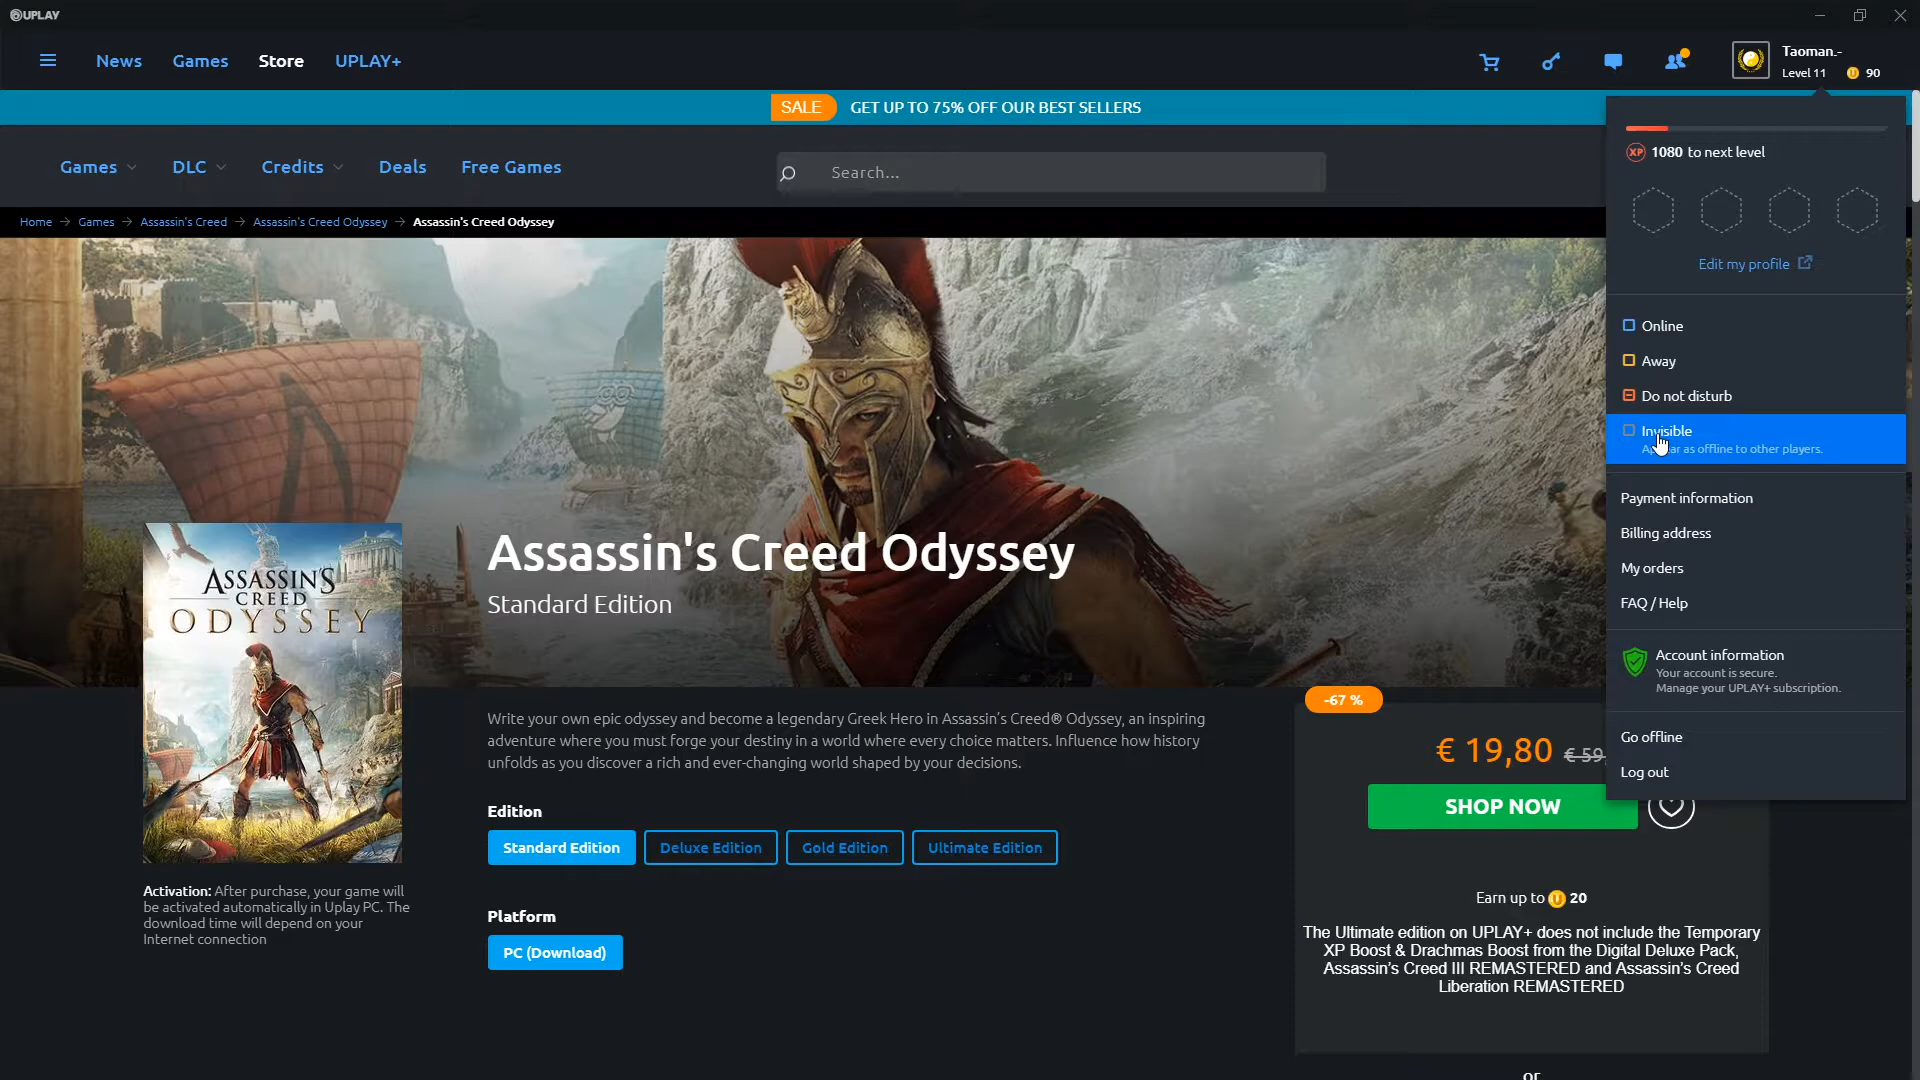 UPLAY
News Games Store UPLAY+
Taoman.-
Level 11 90
SALE GET UP TO 75% OFF OUR BEST SELLERS
Games DLC Credits Deals Free Games
Search...
XP 1080 to next level
Home → Games → Assassin's Creed → Assassin's Creed Odyssey → Assassin's Creed Odyssey
Edit my profile
Online
Away
Do not disturb
Invisible
as offline to other players.
Payment information
Billing address
My orders
FAQ / Help
Account information
Your account is secure.
Manage your UPLAY+ subscription.
Go offline
Log out
ASSASSIN'S
CREED
ODYSSEY
Assassin's Creed Odyssey
Standard Edition
Write your own epic odyssey and become a legendary Greek Hero in Assassin's Creed® Odyssey, an inspiring
adventure where you must forge your destiny in a world where every choice matters. Influence how history
unfolds as you discover a rich and ever-changing world shaped by your decisions.
Edition
Standard Edition Deluxe Edition Gold Edition Ultimate Edition
Platform
PC (Download)
Activation: After purchase, your game will
be activated automatically in Uplay PC. The
download time will depend on your
Internet connection
-67 %
€ 19,80 € 59,
SHOP NOW
Earn up to U 20
The Ultimate edition on UPLAY+ does not include the Temporary
XP Boost & Drachmas Boost from the Digital Deluxe Pack,
Assassin's Creed III REMASTERED and Assassin's Creed
Liberation REMASTERED
or